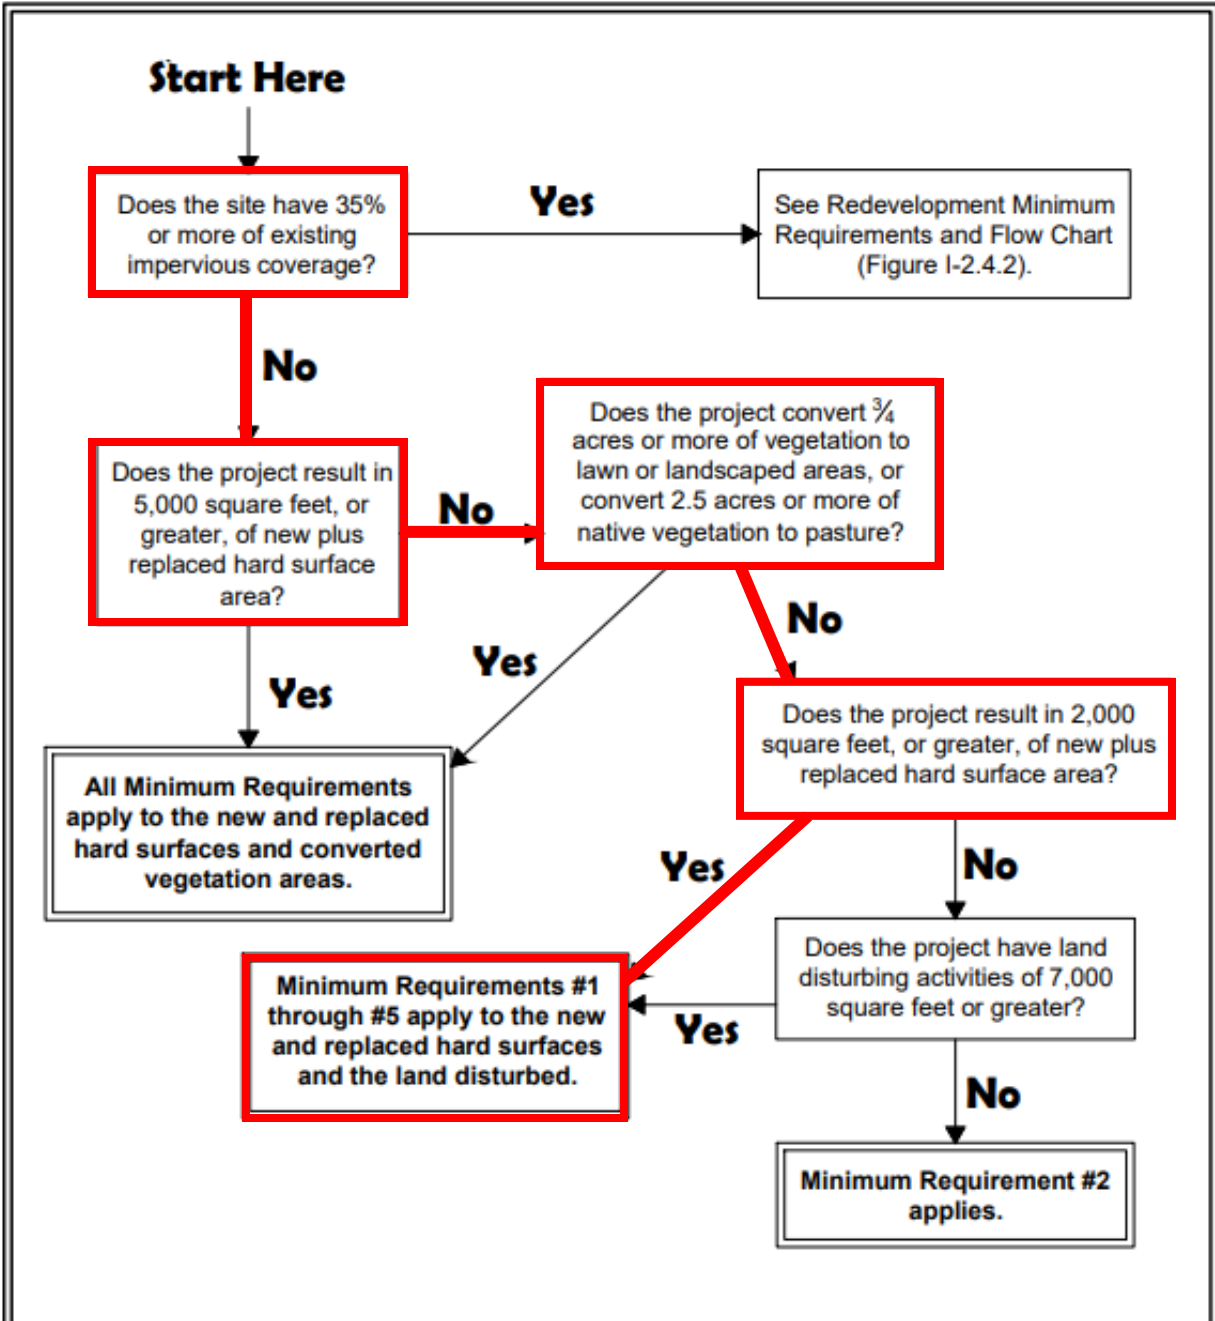 Start Here
Does the site have 35%
or more of existing
impervious coverage?
Yes
See Redevelopment Minimum
Requirements and Flow Chart
(Figure I-2.4.2).
No
Does the project result in
5,000 square feet, or
greater, of new plus
replaced hard surface
area?
No
Does the project convert ¾
acres or more of vegetation to
lawn or landscaped areas, or
convert 2.5 acres or more of
native vegetation to pasture?
Yes
Yes
No
All Minimum Requirements
apply to the new and replaced
hard surfaces and converted
vegetation areas.
Does the project result in 2,000
square feet, or greater, of new plus
replaced hard surface area?
Yes
No
Minimum Requirements #1
through #5 apply to the new
and replaced hard surfaces
and the land disturbed.
Does the project have land
disturbing activities of 7,000
square feet or greater?
Yes
No
Minimum Requirement #2
applies.